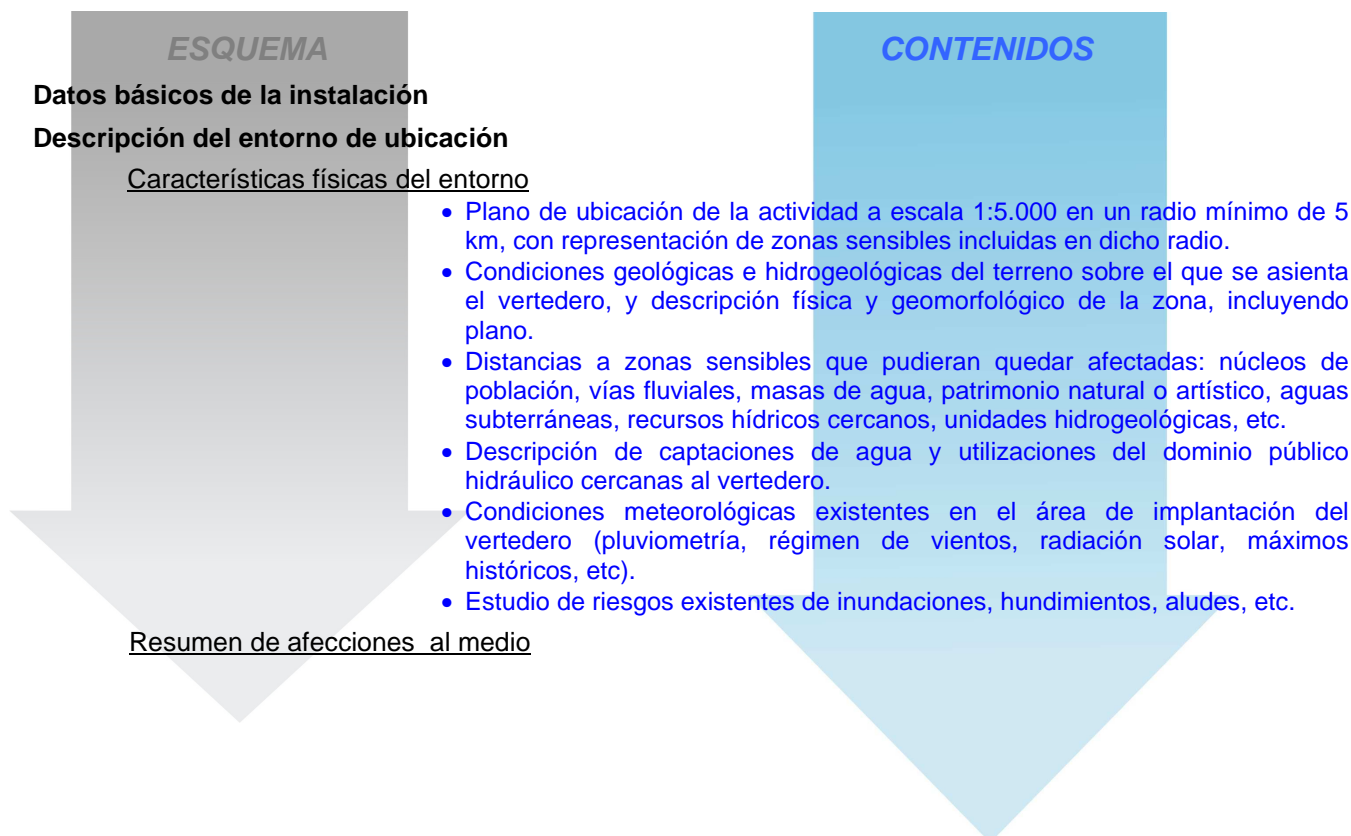 ESQUEMA
CONTENIDOS
Datos básicos de la instalación
Descripción del entorno de ubicación
Características físicas del entorno
• Plano de ubicación de la actividad a escala 1:5.000 en un radio mínimo de 5
km, con representación de zonas sensibles incluidas en dicho radio.
• Condiciones geológicas e hidrogeológicas del terreno sobre el que se asienta
el vertedero, y descripción física y geomorfológico de la zona, incluyendo
plano.
• Distancias a zonas sensibles que pudieran quedar afectadas: núcleos de
población, vías fluviales, masas de agua, patrimonio natural o artístico, aguas
subterráneas, recursos hídricos cercanos, unidades hidrogeológicas, etc.
• Descripción de captaciones de agua y utilizaciones del dominio público
hidráulico cercanas al vertedero.
• Condiciones meteorológicas existentes en el área de implantación del
vertedero (pluviometría, régimen de vientos, radiación solar, máximos
históricos, etc).
• Estudio de riesgos existentes de inundaciones, hundimientos, aludes, etc.
Resumen de afecciones al medio